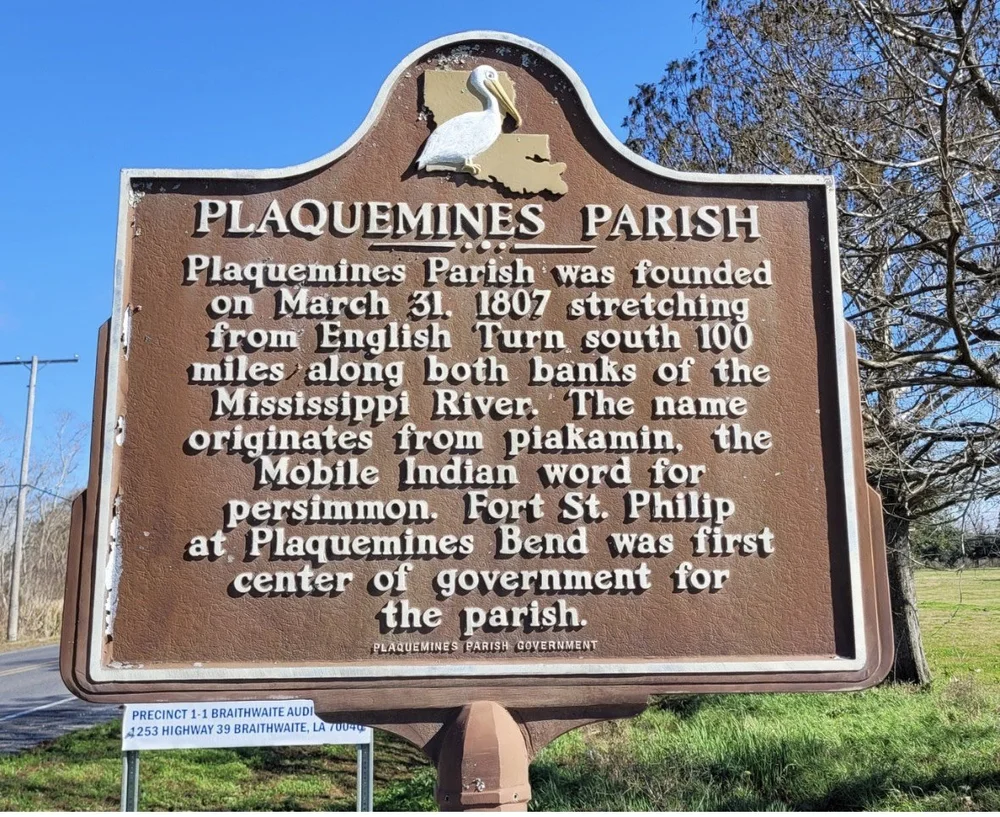 PLAQUEMINES PARISH
Plaquemines Parish was founded
on March 31, 1807 stretching
from English Turn south 100
miles along both banks of the
Mississippi River. The name
originates from piakamin, the
Mobile Indian word for
persimmon. Fort St. Philip
at Plaquemines Bend was first
center of government for
the parish.
PLAQUEMINES PARISH GOVERNMENT
PRECINCT 1-1 BRAITHWAITE AUDI
1253 HIGHWAY 39 BRAITHWAITE, LA 70040